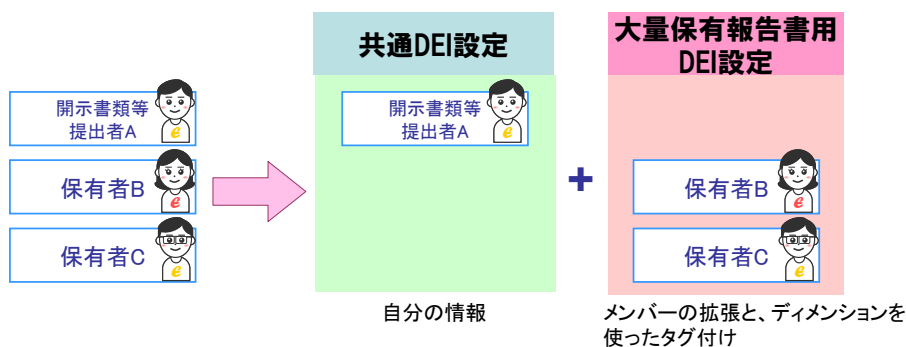 共通DEI設定
大量保有報告書用
DEI設定
開示書類等
提出者A
e
保有者B
e
保有者C
e
開示書類等
提出者A
e
+
保有者B
e
保有者C
e
自分の情報
メンバーの拡張と、ディメンションを
使ったタグ付け